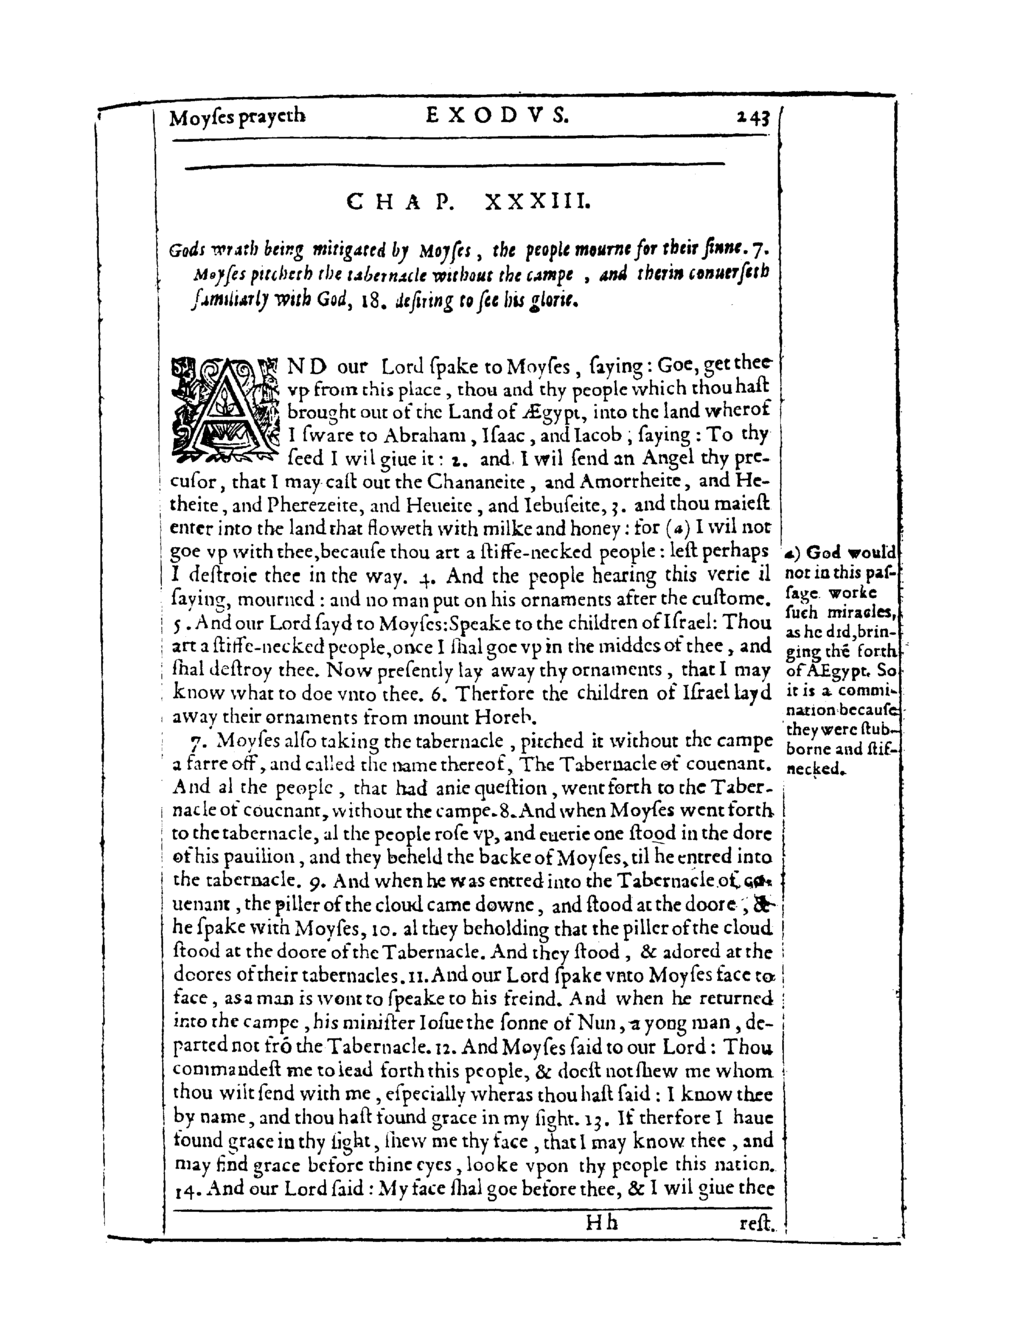 Moyſes prayeth EXODVS. 243
CHAP. XXXIII.
Gods wrath being mitigated by Moyſes, the people mourne for their ſinne. 7.
Moyſes pitcheth the tabernacle without the campe, and therin conuerſeth
familiarly with God, 18. deſiring to ſee his glorie.
AND our Lord ſpake to Moyſes, ſaying: Goe, get thee
vp from this place, thou and thy people which thou haſt
brought out of the Land of Ægypt, into the land wherof
I ſware to Abraham, Iſaac, and Iacob, ſaying: To thy
ſeed I wil giue it: 2. and I wil ſend an Angel thy pre-
cuſor, that I may caſt out the Chananeite, and Amorrheite, and He-
theite, and Pherezeite, and Heueite, and Iebuſeite, 3. and thou maieſt
enter into the land that floweth with milke and honey: for (a) I wil not
goe vp with thee, becauſe thou art a ſtiffe-necked people: leſt perhaps
I deſtroie thee in the way. 4. And the people hearing this verie il
ſaying, mourned: and no man put on his ornaments after the cuſtome.
5. And our Lord ſayd to Moyſes: Speake to the children of Iſrael: Thou
art a ſtiffe-necked people, once I ſhal goe vp in the middes of thee, and
ſhal deſtroy thee. Now preſently lay away thy ornaments, that I may
know what to doe vnto thee. 6. Therfore the children of Iſrael layd
away their ornaments from mount Horeb.
7. Moyſes alſo taking the tabernacle, pitched it without the campe
a farre off, and called the name thereof, The Tabernacle of couenant.
And al the people, that had anie queſtion, went forth to the Taber-
nacle of couenant, without the campe. 8. And when Moyſes went forth
to the tabernacle, al the people roſe vp, and euerie one ſtood in the dore
of his pauilion, and they beheld the backe of Moyſes, til he entred into
the tabernacle. 9. And when he was entred into the Tabernacle of co-
uenant, the piller of the cloud came downe, and ſtood at the doore, &
he ſpake with Moyſes, 10. al they beholding that the piller of the cloud
ſtood at the doore of the Tabernacle. And they ſtood, & adored at the
doores of their tabernacles. 11. And our Lord ſpake vnto Moyſes face to
face, as a man is wont to ſpeake to his freind. And when he returned
into the campe, his miniſter Ioſue the ſonne of Nun, a yong man, de-
parted not frō the Tabernacle. 12. And Moyſes ſaid to our Lord: Thou
commandeſt me to lead forth this people, & doeſt not ſhew me whom
thou wilt ſend with me, eſpecially wheras thou haſt ſaid: I know thee
by name, and thou haſt found grace in my ſight. 13. If therfore I haue
found grace in thy ſight, ſhew me thy face, that I may know thee, and
may find grace before thine eyes, looke vpon thy people this nation.
14. And our Lord ſaid: My face ſhal goe before thee, & I wil giue thee
Hh reſt.
a) God would
not in this paſ-
ſage worke
ſuch miracles,
as he did, brin-
ging thē forth
of AEgypt. So
it is a commi-
nation becauſe
they were ſtub-
borne and ſtif-
necked.